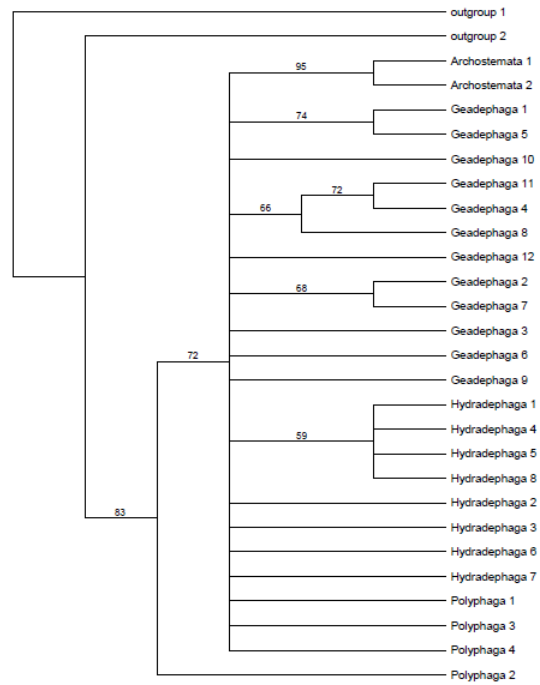 outgroup 1
outgroup 2
95
Archostemata 1
Archostemata 2
Geadephaga 1
74
Geadephaga 5
Geadephaga 10
Geadephaga 11
72
Geadephaga 4
66
Geadephaga 8
Geadephaga 12
Geadephaga 2
68
Geadephaga 7
Geadephaga 3
72
Geadephaga 6
Geadephaga 9
Hydradephaga 1
Hydradephaga 4
59
Hydradephaga 5
Hydradephaga 8
Hydradephaga 2
83
Hydradephaga 3
Hydradephaga 6
Hydradephaga 7
Polyphaga 1
Polyphaga 3
Polyphaga 4
Polyphaga 2